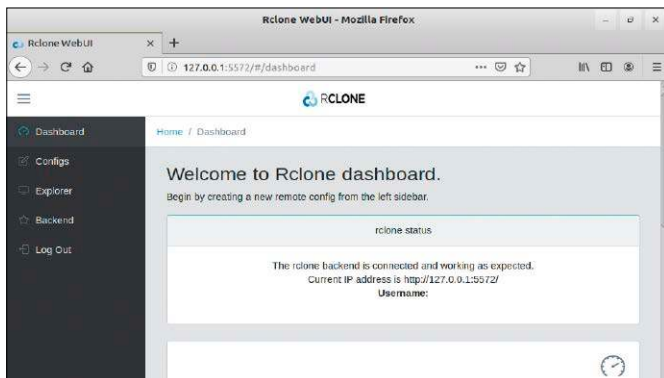 Rclone WebUI - Mozilla Firefox
Rclone WebUI
127.0.0.1:5572/#/dashboard
RCLONE
Dashboard
Home / Dashboard
Configs
Explorer
Backend
Log Out
Welcome to Rclone dashboard.
Begin by creating a new remote config from the left sidebar.
rclone status
The rclone backend is connected and working as expected.
Current IP address is http://127.0.0.1:5572/
Username: